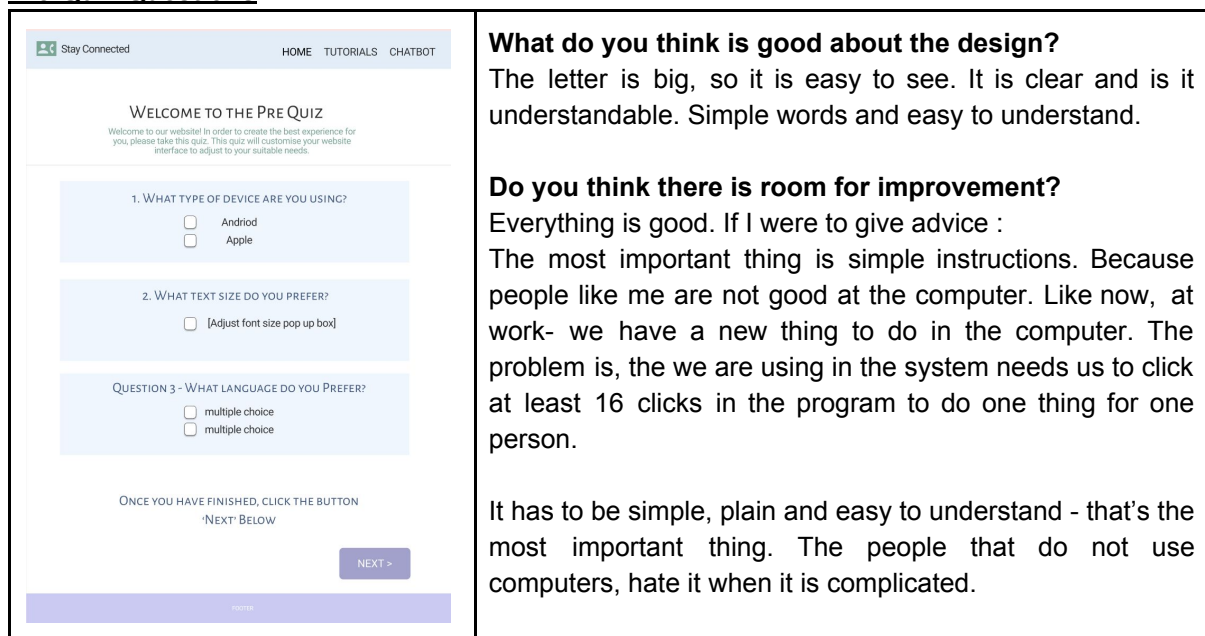 Stay Connected
HOME TUTORIALS CHATBOT
WELCOME TO THE PRE QUIZ
Welcome to our website! In order to create the best experience for
you, please take this quiz. This quiz will customise your website
interface to adjust to your suitable needs.
1. WHAT TYPE OF DEVICE ARE YOU USING?
Andriod
Apple
2. WHAT TEXT SIZE DO YOU PREFER?
[Adjust font size pop up box]
QUESTION 3 - WHAT LANGUAGE DO YOU PREFER?
multiple choice
multiple choice
ONCE YOU HAVE FINISHED, CLICK THE BUTTON
'NEXT' BELOW
NEXT >
FOOTER
What do you think is good about the design?
The letter is big, so it is easy to see. It is clear and is it
understandable. Simple words and easy to understand.
Do you think there is room for improvement?
Everything is good. If I were to give advice :
The most important thing is simple instructions. Because
people like me are not good at the computer. Like now, at
work- we have a new thing to do in the computer. The
problem is, the we are using in the system needs us to click
at least 16 clicks in the program to do one thing for one
person.
It has to be simple, plain and easy to understand - that's the
most important thing. The people that do not use
computers, hate it when it is complicated.